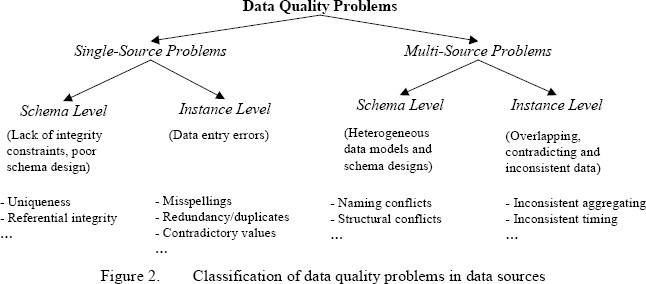 Data Quality Problems
Single-Source Problems
Multi-Source Problems
Schema Level
Instance Level
Schema Level
Instance Level
(Lack of integrity
constraints, poor
schema design)
(Data entry errors)
(Heterogeneous
data models and
schema designs)
(Overlapping,
contradicting and
inconsistent data)
- Uniqueness
- Referential integrity
…
- Misspellings
- Redundancy/duplicates
- Contradictory values
…
- Naming conflicts
- Structural conflicts
…
- Inconsistent aggregating
- Inconsistent timing
…
Figure 2. Classification of data quality problems in data sources